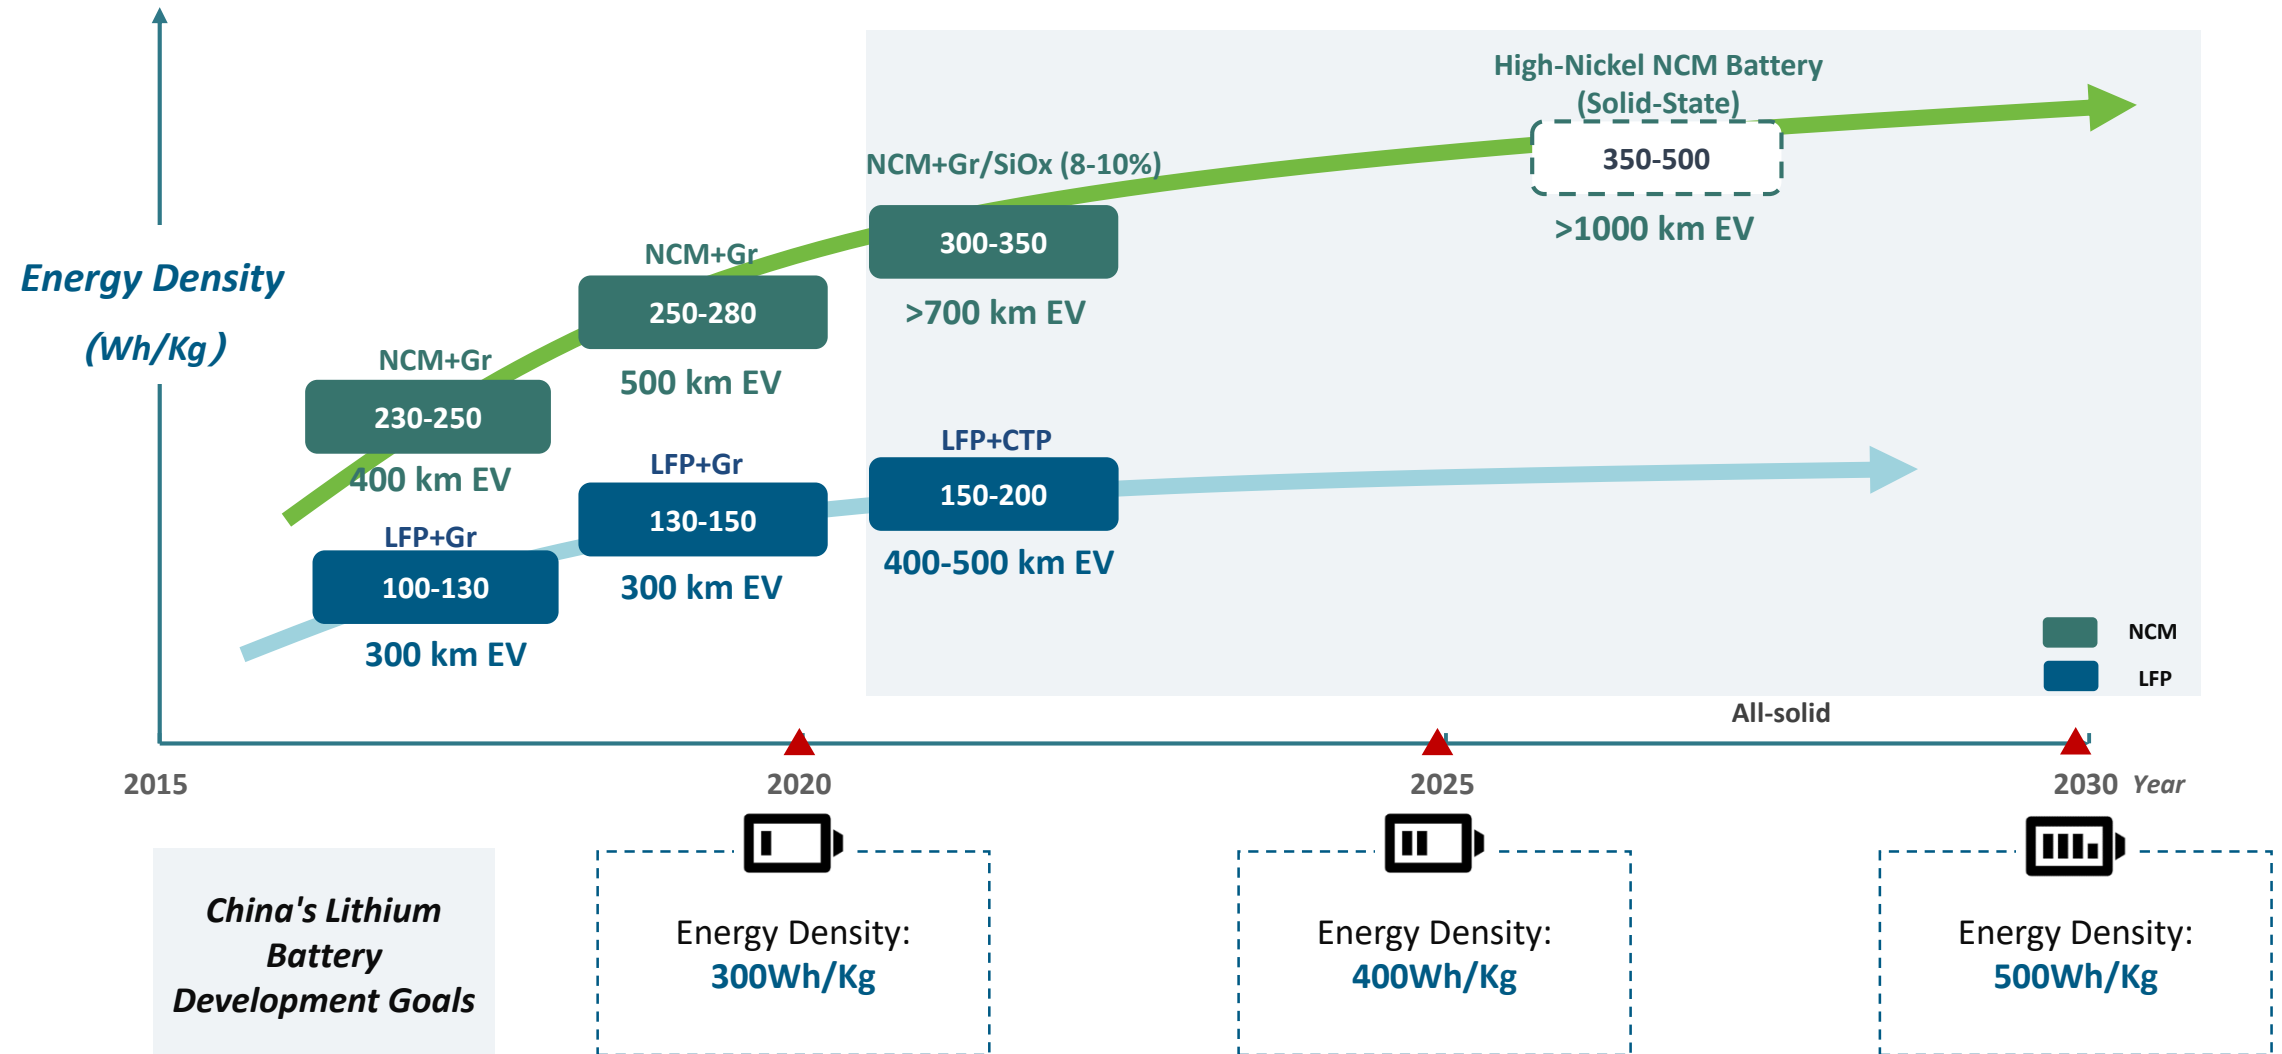 High-Nickel NCM Battery
(Solid-State)
350-500
>1000 km EV
NCM+Gr/SiOx (8-10%)
300-350
>700 km EV
NCM+Gr
250-280
500 km EV
Energy Density
(Wh/Kg)
NCM+Gr
230-250
400 km EV
LFP+CTP
150-200
400-500 km EV
LFP+Gr
130-150
300 km EV
LFP+Gr
100-130
300 km EV
NCM
LFP
All-solid
2015
2020
2025
2030
Year
China's Lithium
Battery
Development Goals
Energy Density:
300Wh/Kg
Energy Density:
400Wh/Kg
Energy Density:
500Wh/Kg